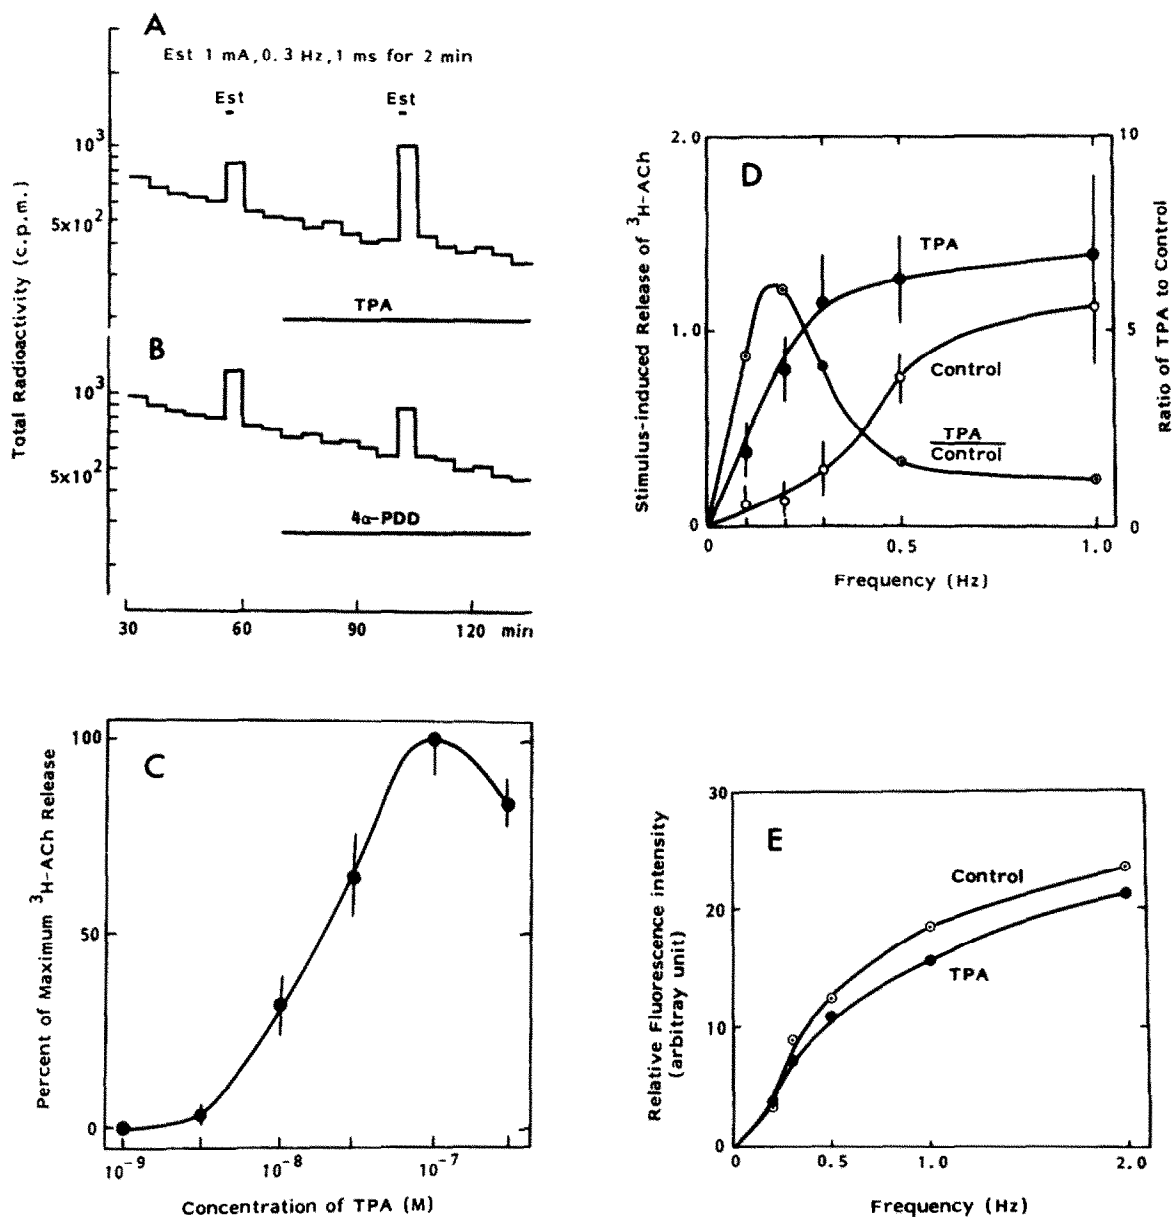 A
Est 1 mA, 0.3 Hz, 1 ms for 2 min
Est Est
10³
5x10²
TPA
B
10³
5x10²
4α-PDD
Total Radioactivity (c.p.m.)
30 60 90 120 min
C
100
50
0
Percent of Maximum ³H-ACh Release
10⁻⁹ 10⁻⁸ 10⁻⁷
Concentration of TPA (M)
D
2.0
1.0
0
Stimulus-induced Release of ³H-ACh
10
5
0
Ratio of TPA to Control
TPA
Control
TPA
Control
0 0.5 1.0
Frequency (Hz)
E
30
20
10
0
Relative Fluorescence intensity
(arbitray unit)
Control
TPA
0 0.5 1.0 2.0
Frequency (Hz)